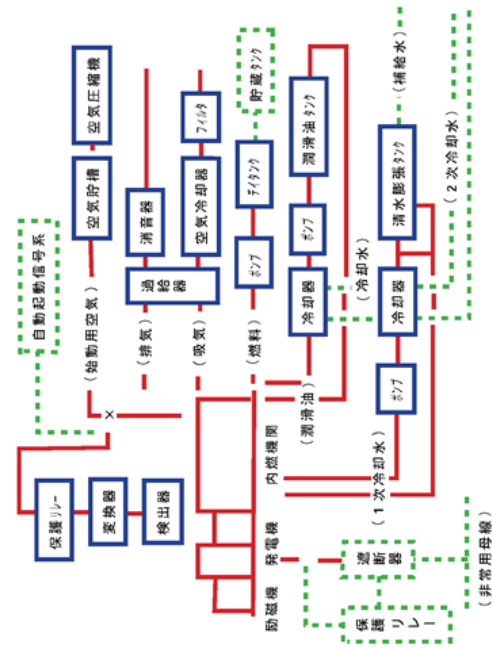 自動起動信号系
空気圧縮機
空気貯槽
(始動用空気)
×
保護リレー
変換器
検出器
消音器
(排気)
過給器
フィルタ
空気冷却器
(吸気)
貯蔵タンク
デイタンク
ポンプ
(燃料)
潤滑油タンク
ポンプ
冷却器
(潤滑油)
(冷却水)
(補給水)
清水膨張タンク
冷却器
ポンプ
(1次冷却水)
(2次冷却水)
内燃機関
発電機
励磁機
遮断器
保護リレー
(非常用母線)